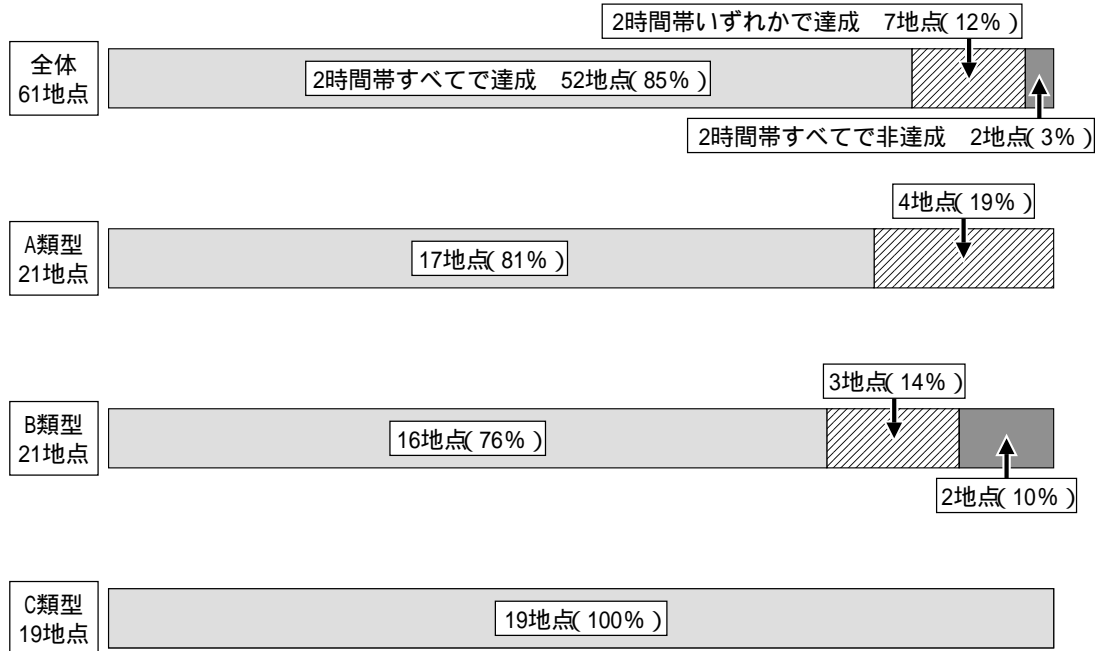 2時間帯いずれかで達成 7地点(12%)
全体
61地点
2時間帯すべてで達成 52地点(85%)
2時間帯すべてで非達成 2地点(3%)
4地点(19%)
A類型
21地点
17地点(81%)
3地点(14%)
B類型
21地点
16地点(76%)
2地点(10%)
C類型
19地点
19地点(100%)